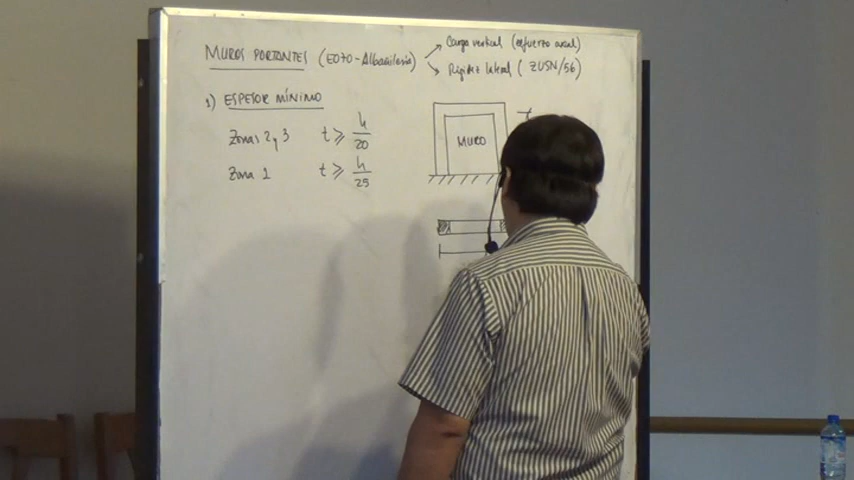 MUROS PORTANTES (E070-Albañilería)
Carga vertical (esfuerzo axial)
Rigidez lateral (ZUSN/56)
1) ESPESOR MÍNIMO
Zonas 2 y 3 t ≥ h/20
Zona 1 t ≥ h/25
MURO